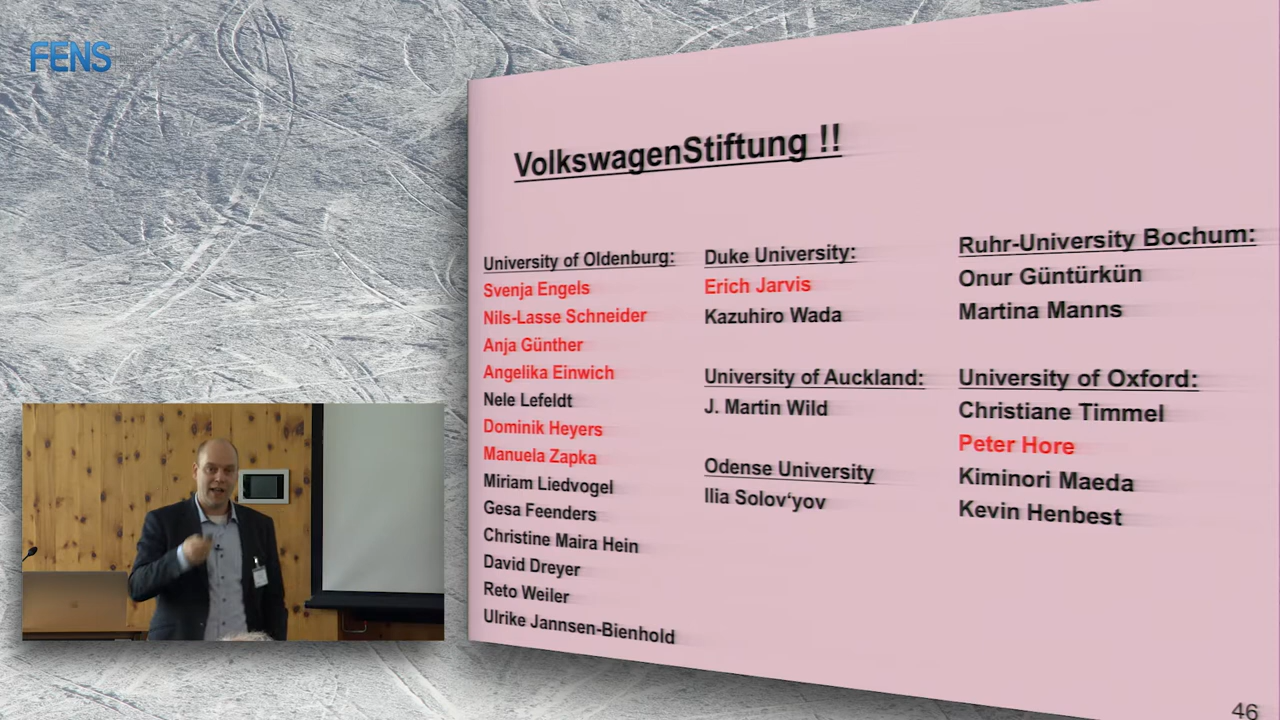 FENS
VolkswagenStiftung !!
University of Oldenburg:
Svenja Engels
Nils-Lasse Schneider
Anja Günther
Angelika Einwich
Nele Lefeldt
Dominik Heyers
Manuela Zapka
Miriam Liedvogel
Gesa Feenders
Christine Maira Hein
David Dreyer
Reto Weiler
Ulrike Jannsen-Bienhold
Duke University:
Erich Jarvis
Kazuhiro Wada
University of Auckland:
J. Martin Wild
Odense University
Ilia Solov‘yov
Ruhr-University Bochum:
Onur Güntürkün
Martina Manns
University of Oxford:
Christiane Timmel
Peter Hore
Kiminori Maeda
Kevin Henbest
46